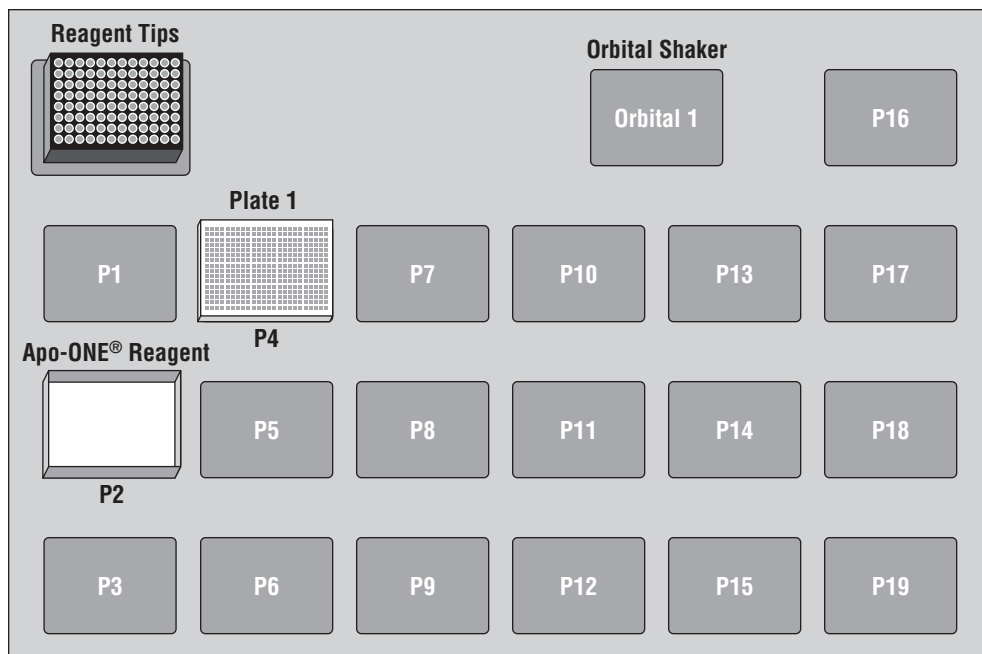 Reagent Tips
Orbital Shaker
Orbital 1
P16
Plate 1
P1
P7
P10
P13
P17
P4
Apo-ONE® Reagent
P5
P8
P11
P14
P18
P2
P3
P6
P9
P12
P15
P19